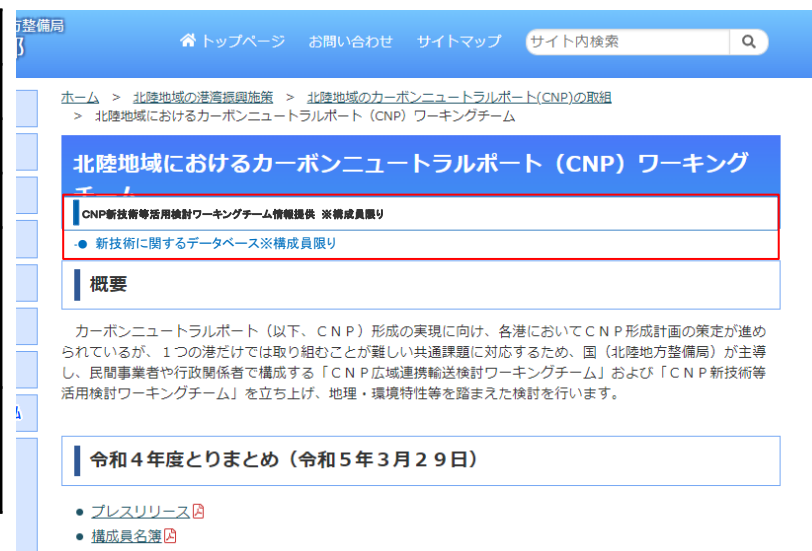 方整備局
トップページ お問い合わせ サイトマップ サイト内検索
ホーム > 北陸地域の港湾振興施策 > 北陸地域のカーボンニュートラルポート(CNP)の取組
> 北陸地域におけるカーボンニュートラルポート（CNP）ワーキングチーム
北陸地域におけるカーボンニュートラルポート（CNP）ワーキング
チーム
CNP新技術等活用検討ワーキングチーム情報提供 ※構成員限り
-● 新技術に関するデータベース※構成員限り
概要
カーボンニュートラルポート（以下、ＣＮＰ）形成の実現に向け、各港においてＣＮＰ形成計画の策定が進め
られているが、１つの港だけでは取り組むことが難しい共通課題に対応するため、国（北陸地方整備局）が主導
し、民間事業者や行政関係者で構成する「ＣＮＰ広域連携輸送検討ワーキングチーム」および「ＣＮＰ新技術等
活用検討ワーキングチーム」を立ち上げ、地理・環境特性等を踏まえた検討を行います。
令和４年度とりまとめ（令和５年３月２９日）
● プレスリリース
● 構成員名簿